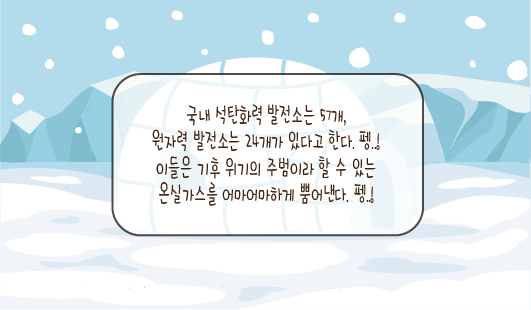 국내 석탄화력 발전소는 57개,
원자력 발전소는 24개가 있다고 한다. 펭..!
이들은 기후 위기의 주범이라 할 수 있는
온실가스를 어마어마하게 뿜어낸다. 펭..!